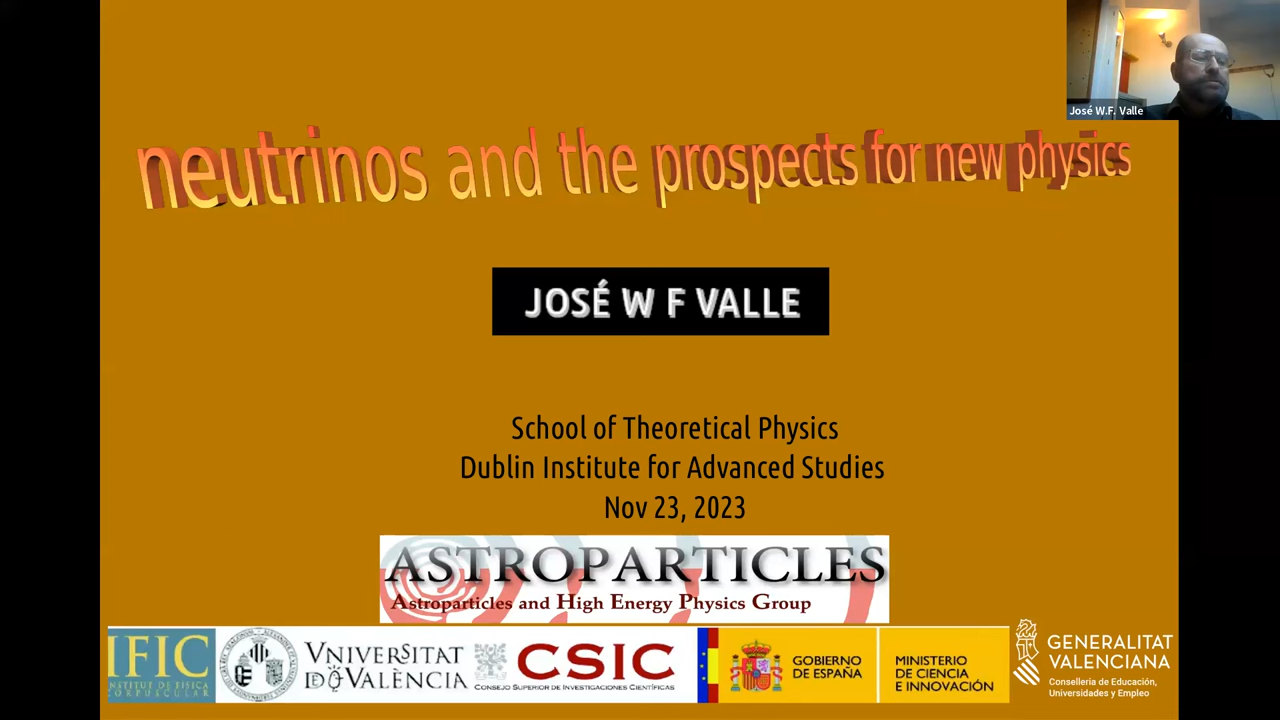 José W.F. Valle
neutrinos and the prospects for new physics
JOSÉ W F VALLE
School of Theoretical Physics
Dublin Institute for Advanced Studies
Nov 23, 2023
ASTROPARTICLES
Astroparticles and High Energy Physics Group
IFIC
INSTITUT DE FÍSICA
CORPUSCULAR
VNIVERSITAT
D VALÈNCIA
CSIC
CONSEJO SUPERIOR DE INVESTIGACIONES CIENTÍFICAS
GOBIERNO
DE ESPAÑA
MINISTERIO
DE CIENCIA
E INNOVACIÓN
GENERALITAT
VALENCIANA
Conselleria de Educación,
Universidades y Empleo